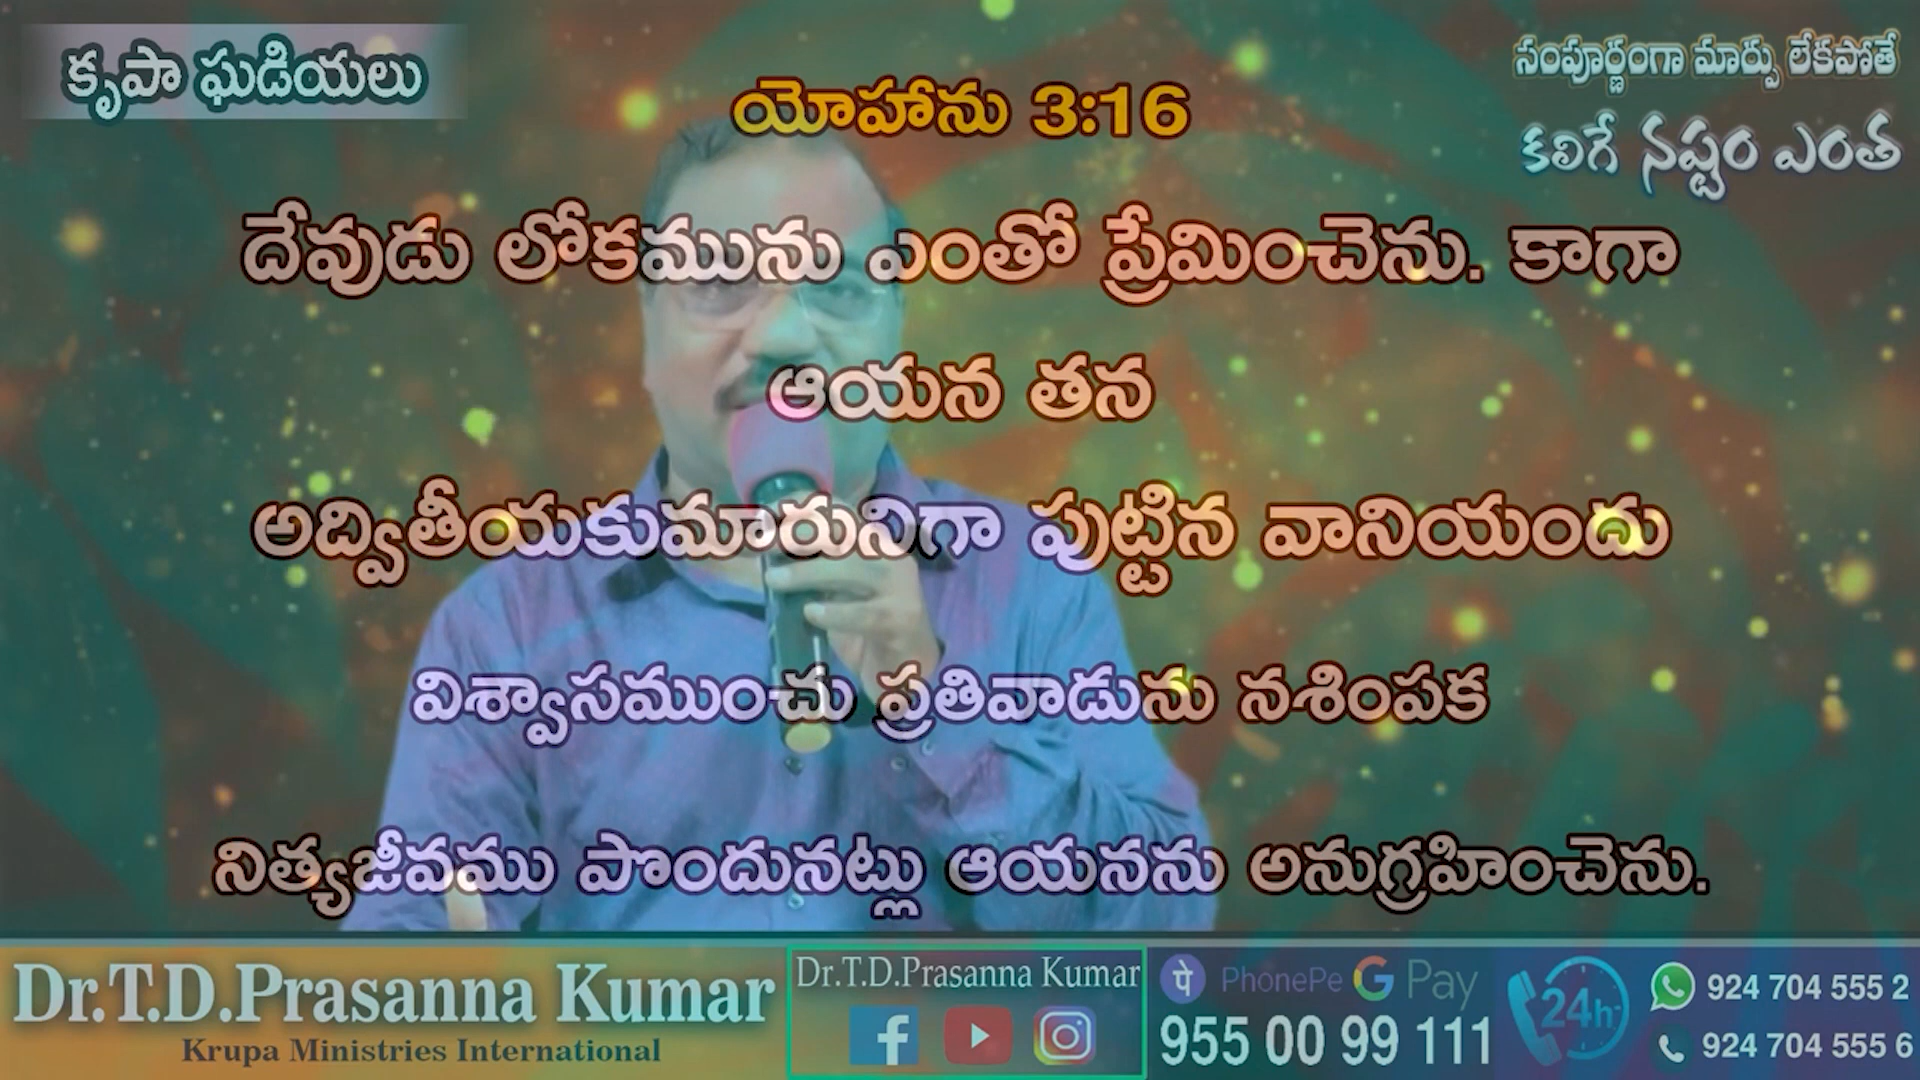 కృపా ఘడియలు
సంపూర్ణంగా మార్పు లేకపోతే
కలిగే నష్టం ఎంత
యోహాను 3:16
దేవుడు లోకమును ఎంతో ప్రేమించెను. కాగా
ఆయన తన
అద్వితీయకుమారునిగా పుట్టిన వానియందు
విశ్వాసముంచు ప్రతివాడును నశింపక
నిత్యజీవము పొందునట్లు ఆయనను అనుగ్రహించెను.
Dr.T.D.Prasanna Kumar
Krupa Ministries International
Dr.T.D.Prasanna Kumar
PhonePe G Pay
955 00 99 111
24h
924 704 555 2
924 704 555 6